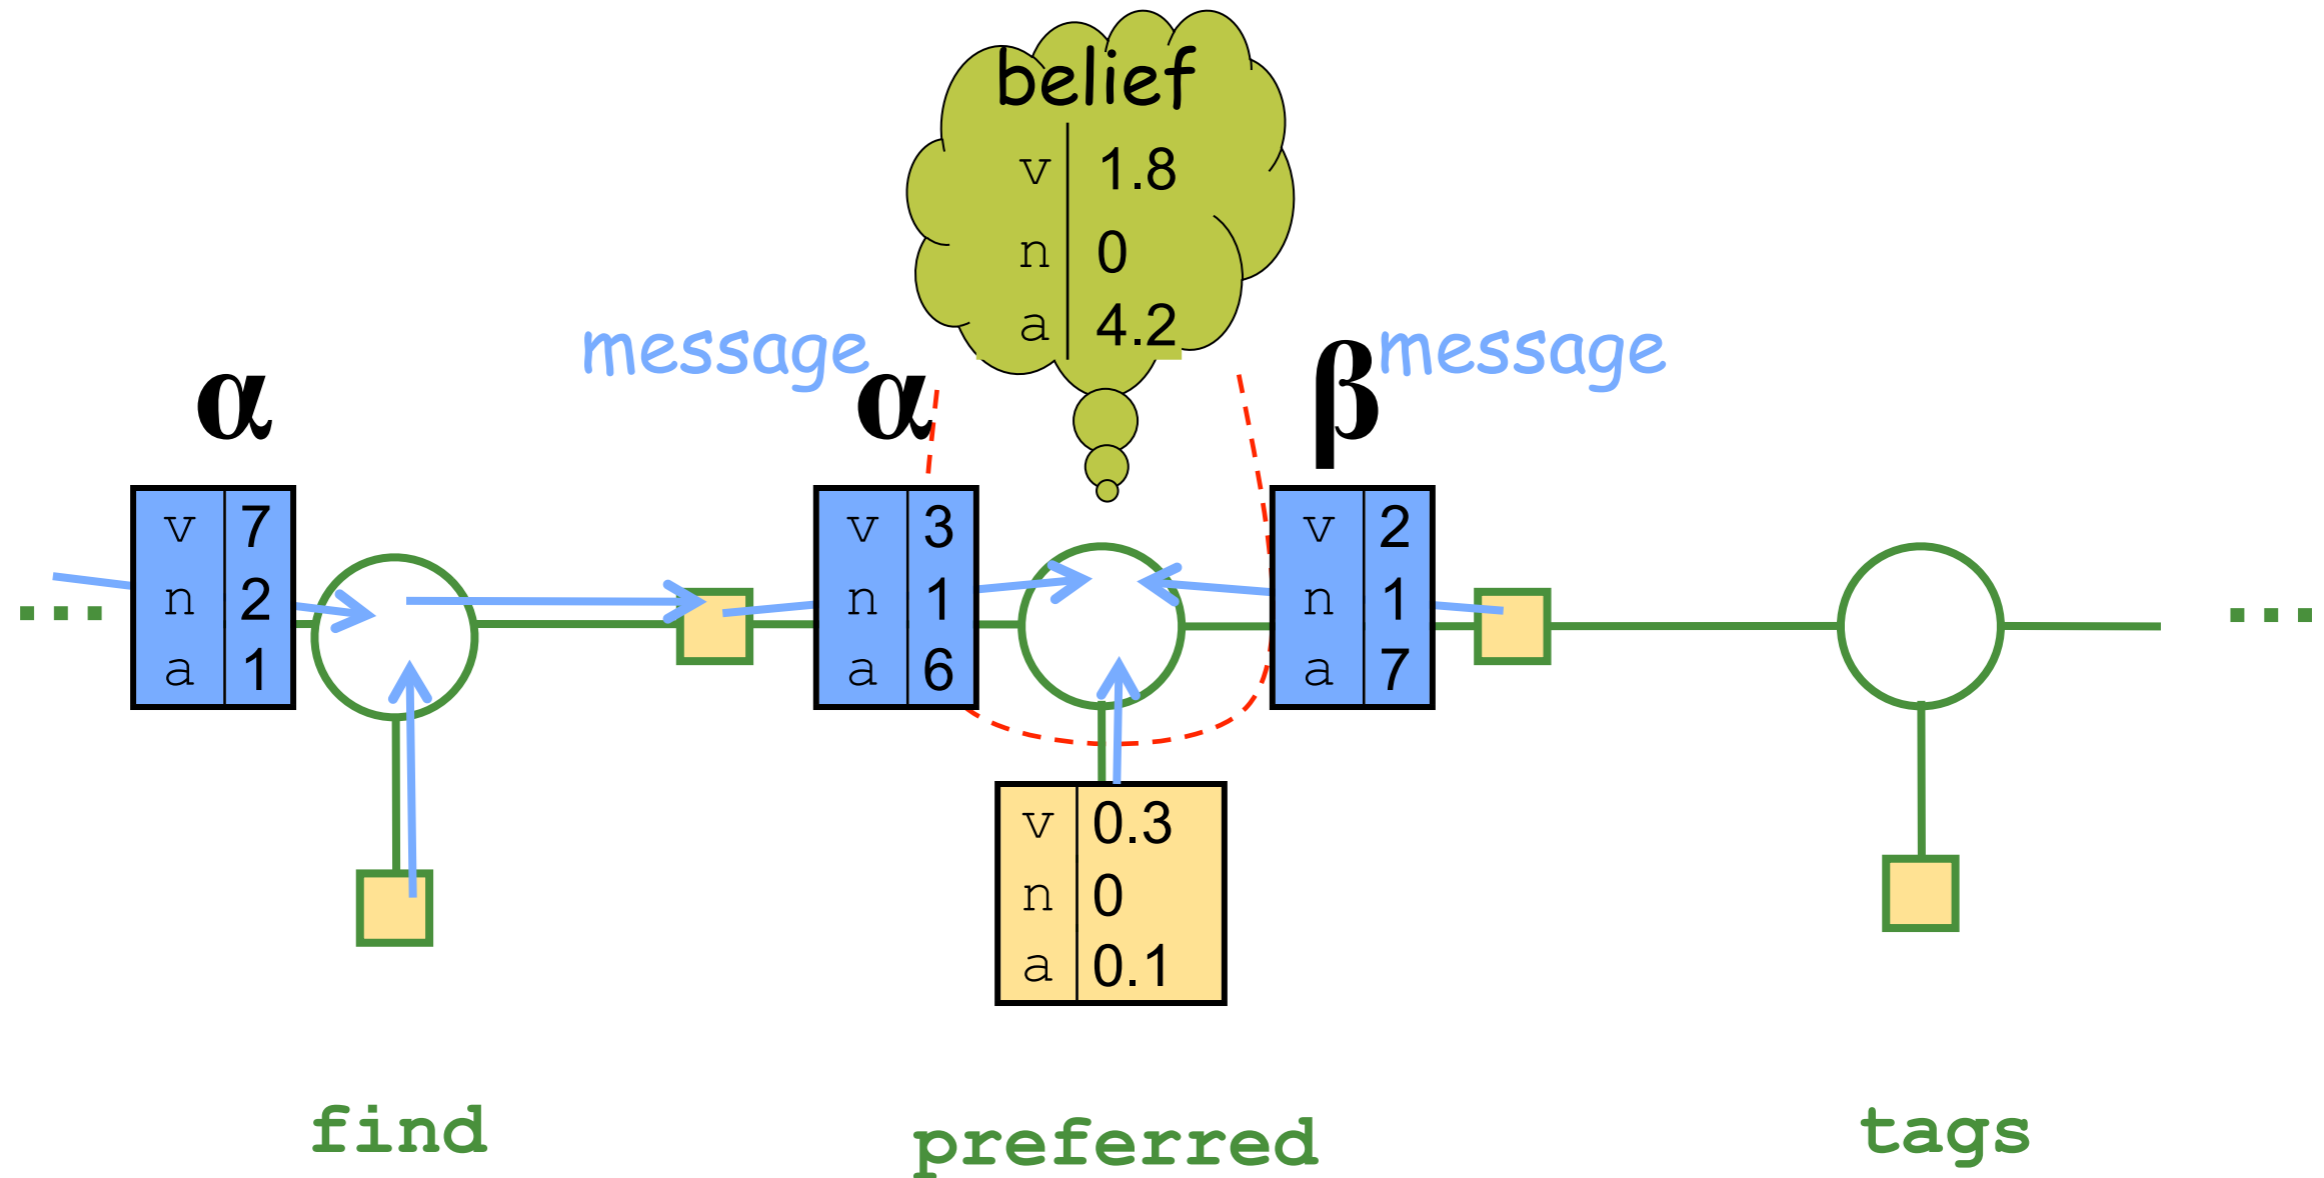 belief
v 1.8
n 0
a 4.2
message message
α α β
v 7
n 2
a 1
v 3
n 1
a 6
v 2
n 1
a 7
... ...
v 0.3
n 0
a 0.1
find preferred tags